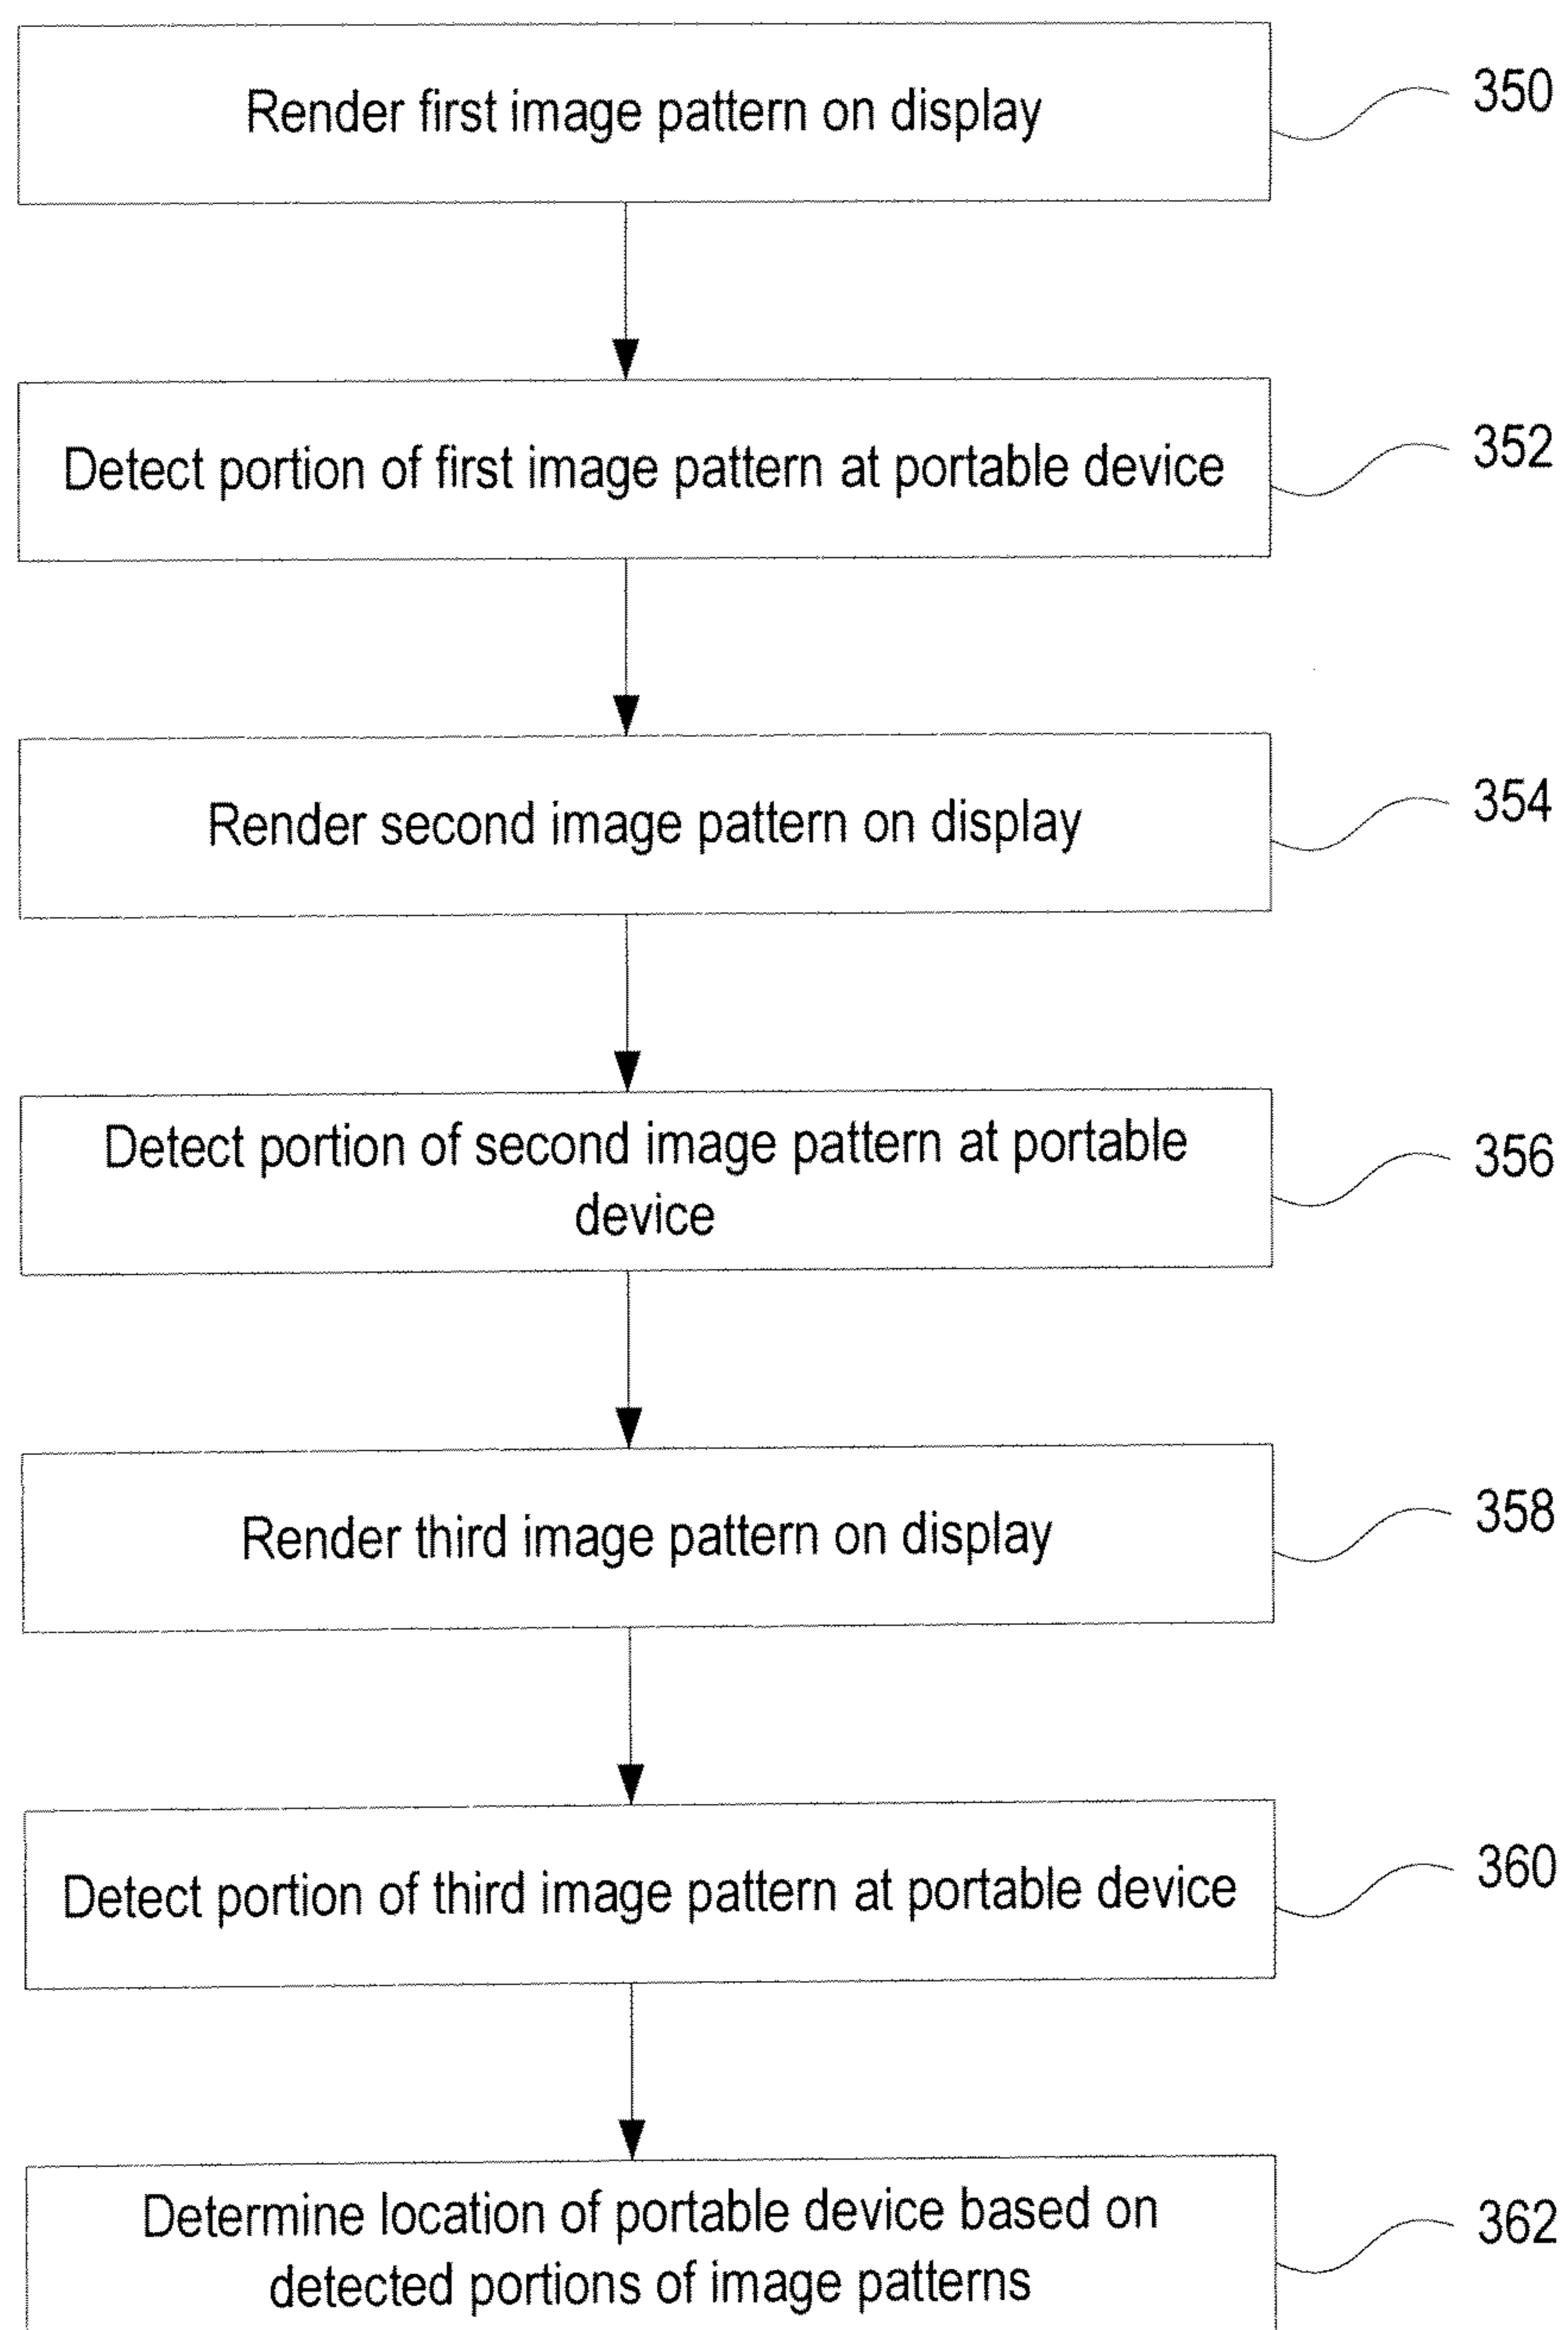 Render first image pattern on display
350
Detect portion of first image pattern at portable device
352
Render second image pattern on display
354
Detect portion of second image pattern at portable
device
356
Render third image pattern on display
358
Detect portion of third image pattern at portable device
360
Determine location of portable device based on
detected portions of image patterns
362